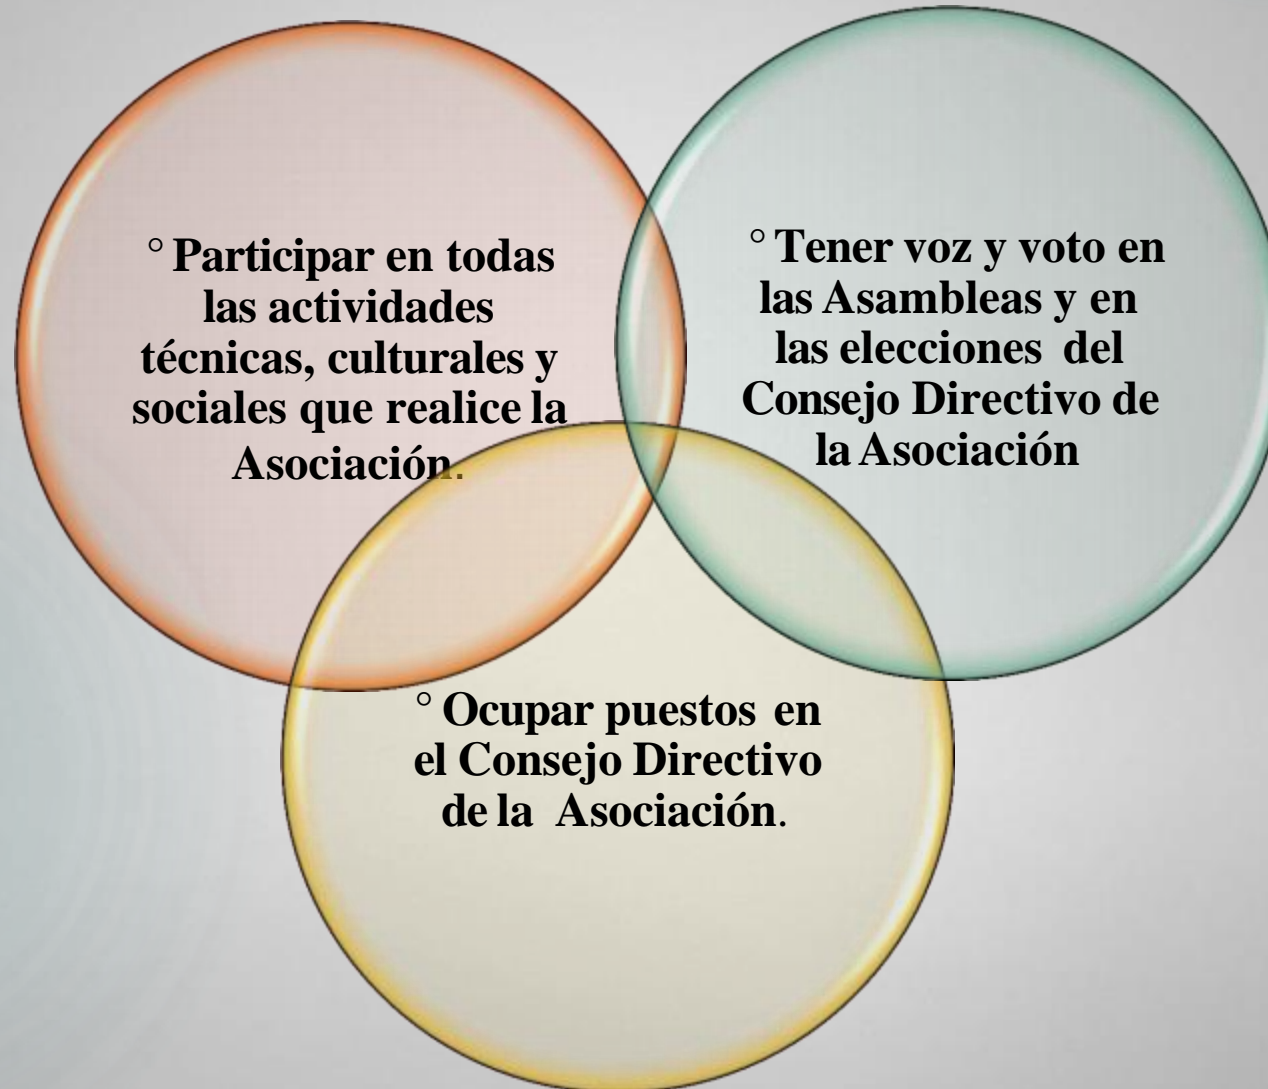 ° Participar en todas
las actividades
técnicas, culturales y
sociales que realice la
Asociación.
° Tener voz y voto en
las Asambleas y en
las elecciones del
Consejo Directivo de
la Asociación
° Ocupar puestos en
el Consejo Directivo
de la Asociación.